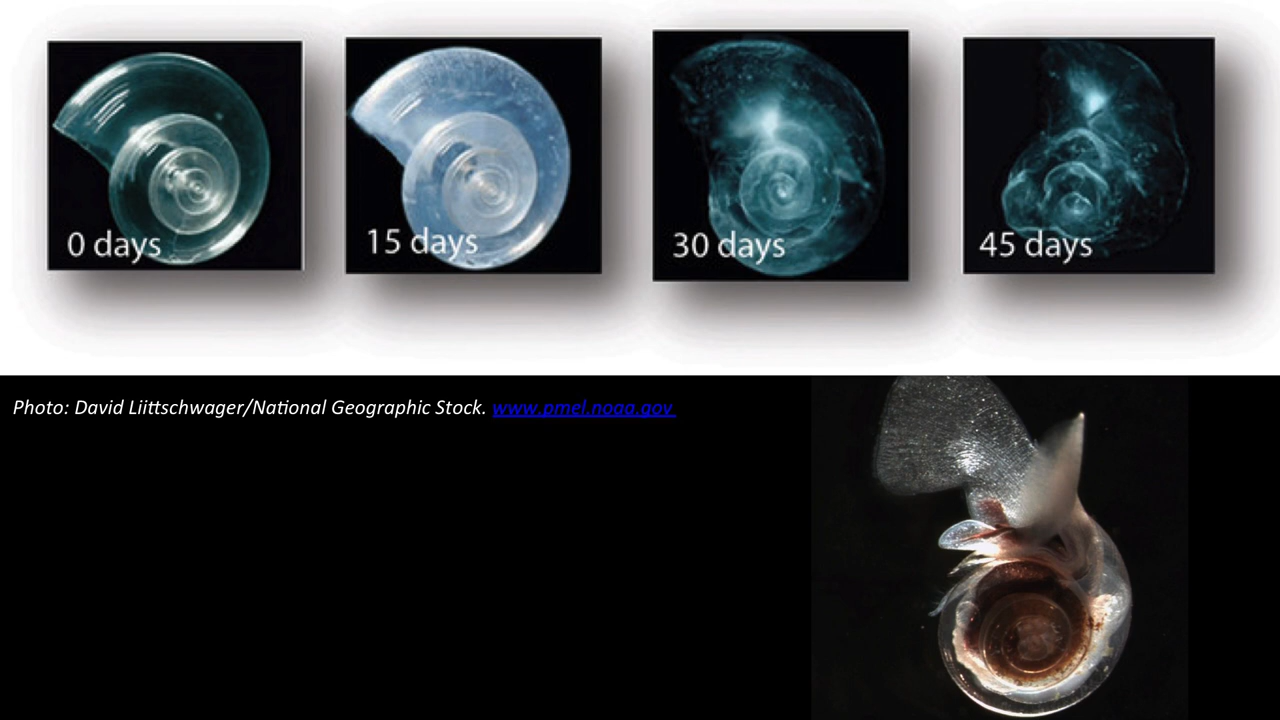 0 days
15 days
30 days
45 days
Photo: David Liittschwager/National Geographic Stock. www.pmel.noaa.gov